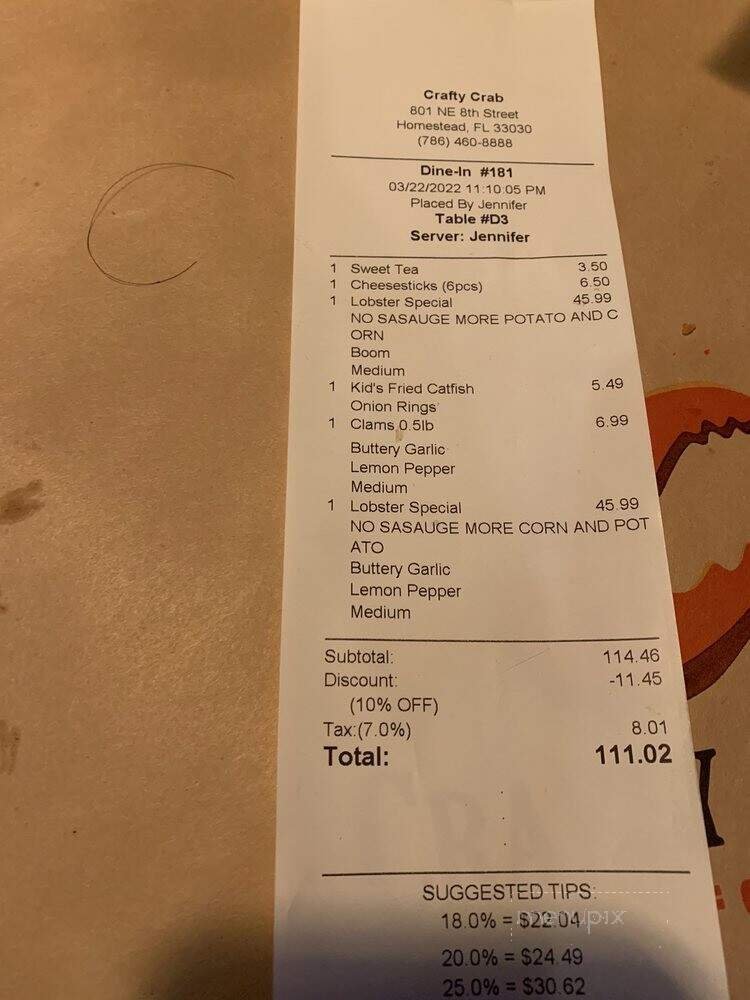 Crafty Crab
801 NE 8th Street
Homestead, FL 33030
(786) 460-8888
Dine-In #181
03/22/2022 11:10:05 PM
Placed By Jennifer
Table #D3
Server: Jennifer
1 Sweet Tea 3.50
1 Cheesesticks (6pcs) 6.50
1 Lobster Special 45.99
NO SASAUGE MORE POTATO AND C
ORN
Boom
Medium
1 Kid's Fried Catfish 5.49
Onion Rings
1 Clams 0.5lb 6.99
Buttery Garlic
Lemon Pepper
Medium
1 Lobster Special 45.99
NO SASAUGE MORE CORN AND POT
ATO
Buttery Garlic
Lemon Pepper
Medium
Subtotal: 114.46
Discount: -11.45
(10% OFF)
Tax:(7.0%) 8.01
Total: 111.02
SUGGESTED TIPS:
18.0% = $22.04
menupix
20.0% = $24.49
25.0% = $30.62